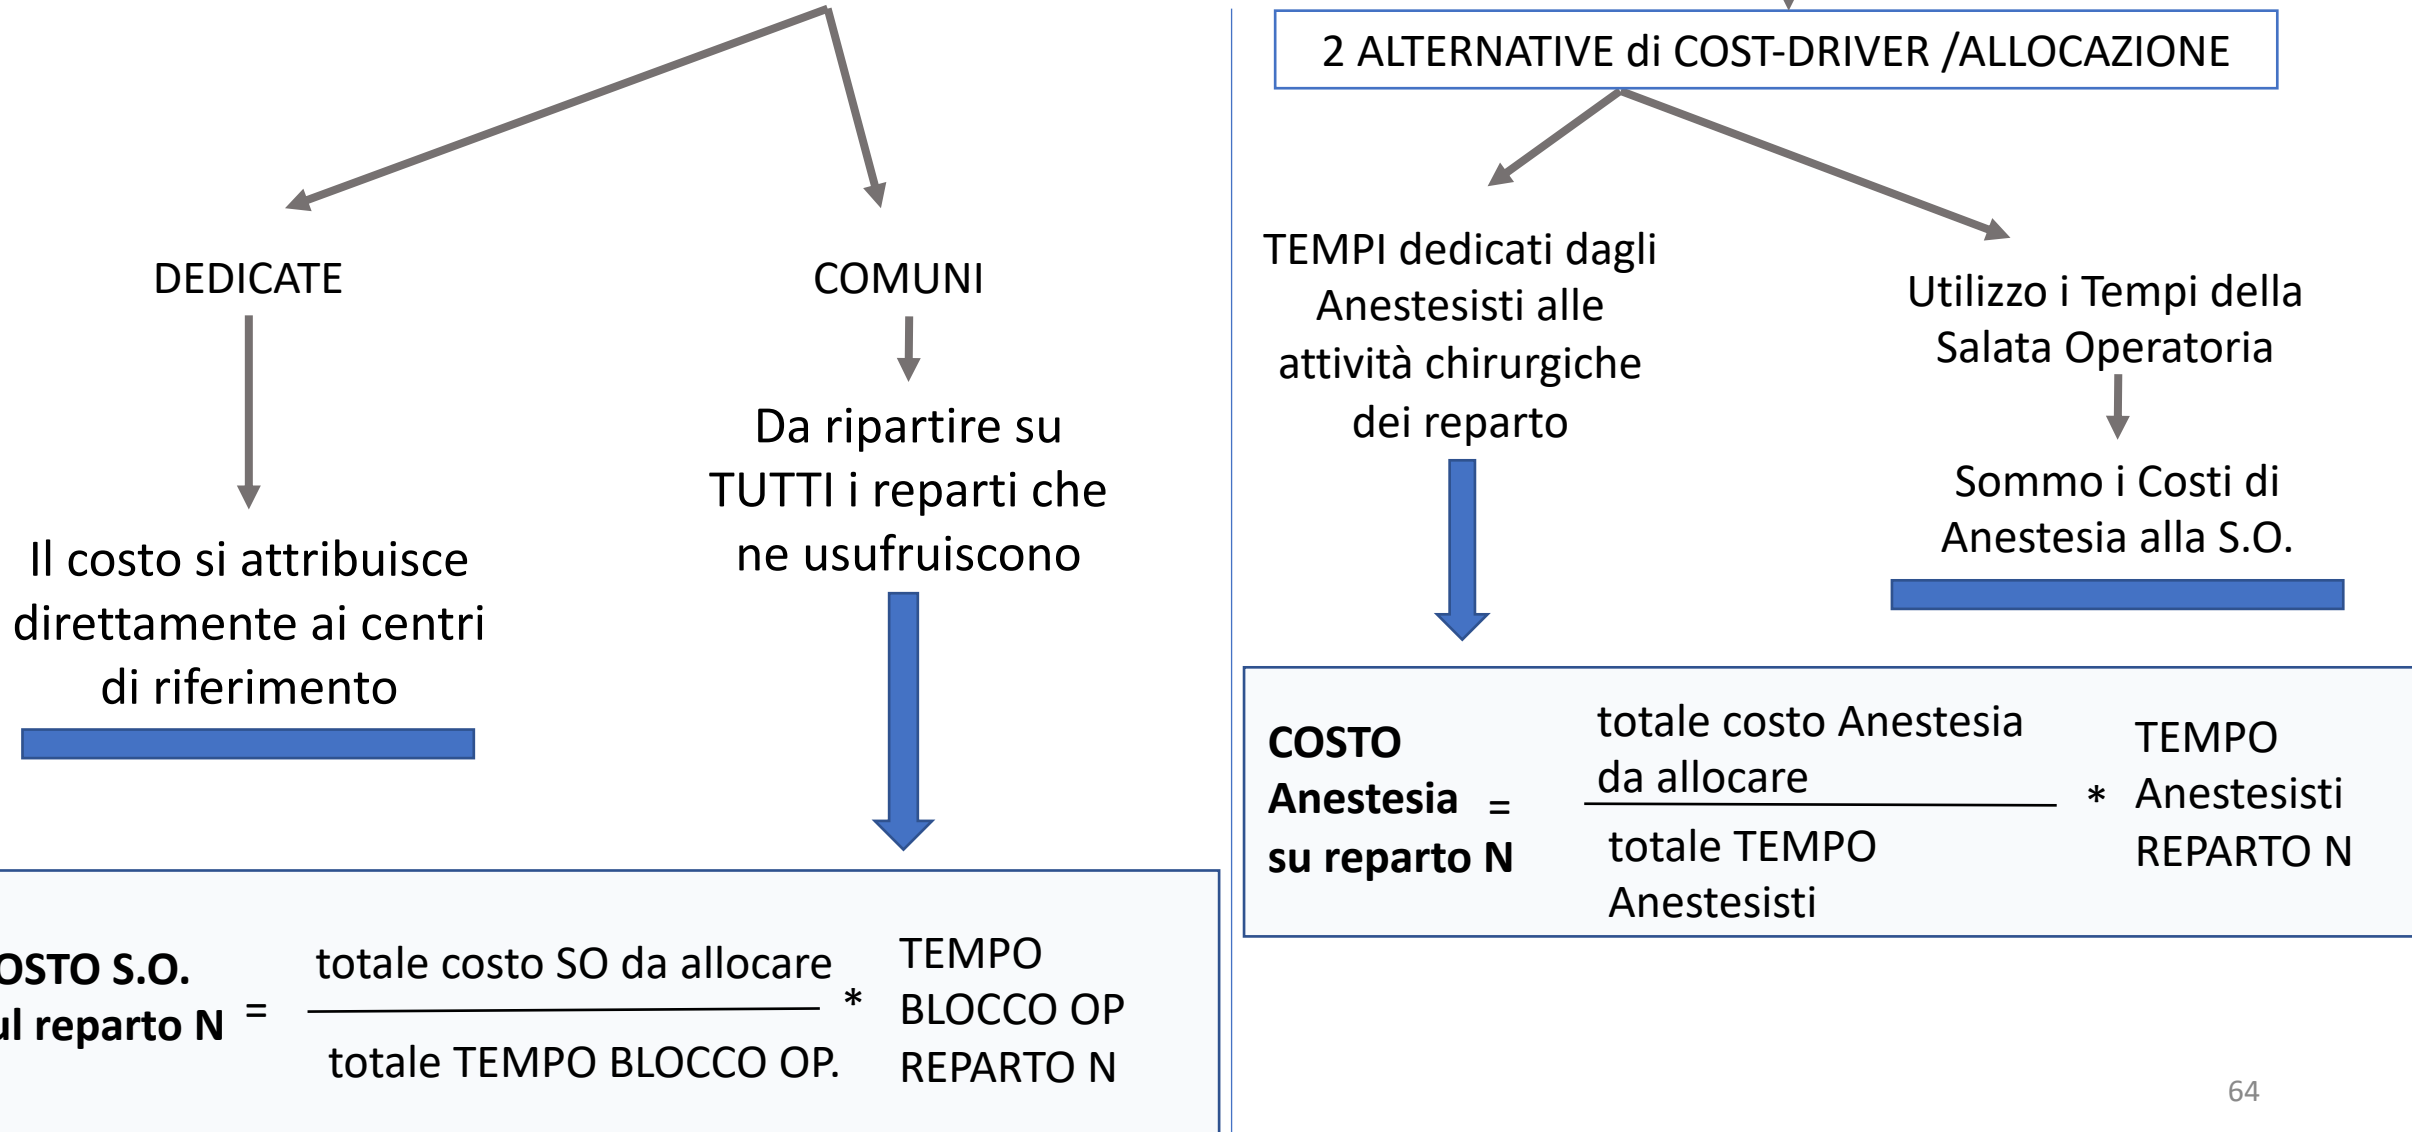 DEDICATE
Il costo si attribuisce
direttamente ai centri
di riferimento
COMUNI
Da ripartire su
TUTTI i reparti che
ne usufruiscono
OSTO S.O.
ul reparto N
=
totale costo SO da allocare
totale TEMPO BLOCCO OP.
*
TEMPO
BLOCCO OP
REPARTO N
2 ALTERNATIVE di COST-DRIVER /ALLOCAZIONE
TEMPI dedicati dagli
Anestesisti alle
attività chirurgiche
dei reparto
Utilizzo i Tempi della
Salata Operatoria
Sommo i Costi di
Anestesia alla S.O.
COSTO
Anestesia
su reparto N
=
totale costo Anestesia
da allocare
totale TEMPO
Anestesisti
*
TEMPO
Anestesisti
REPARTO N
64